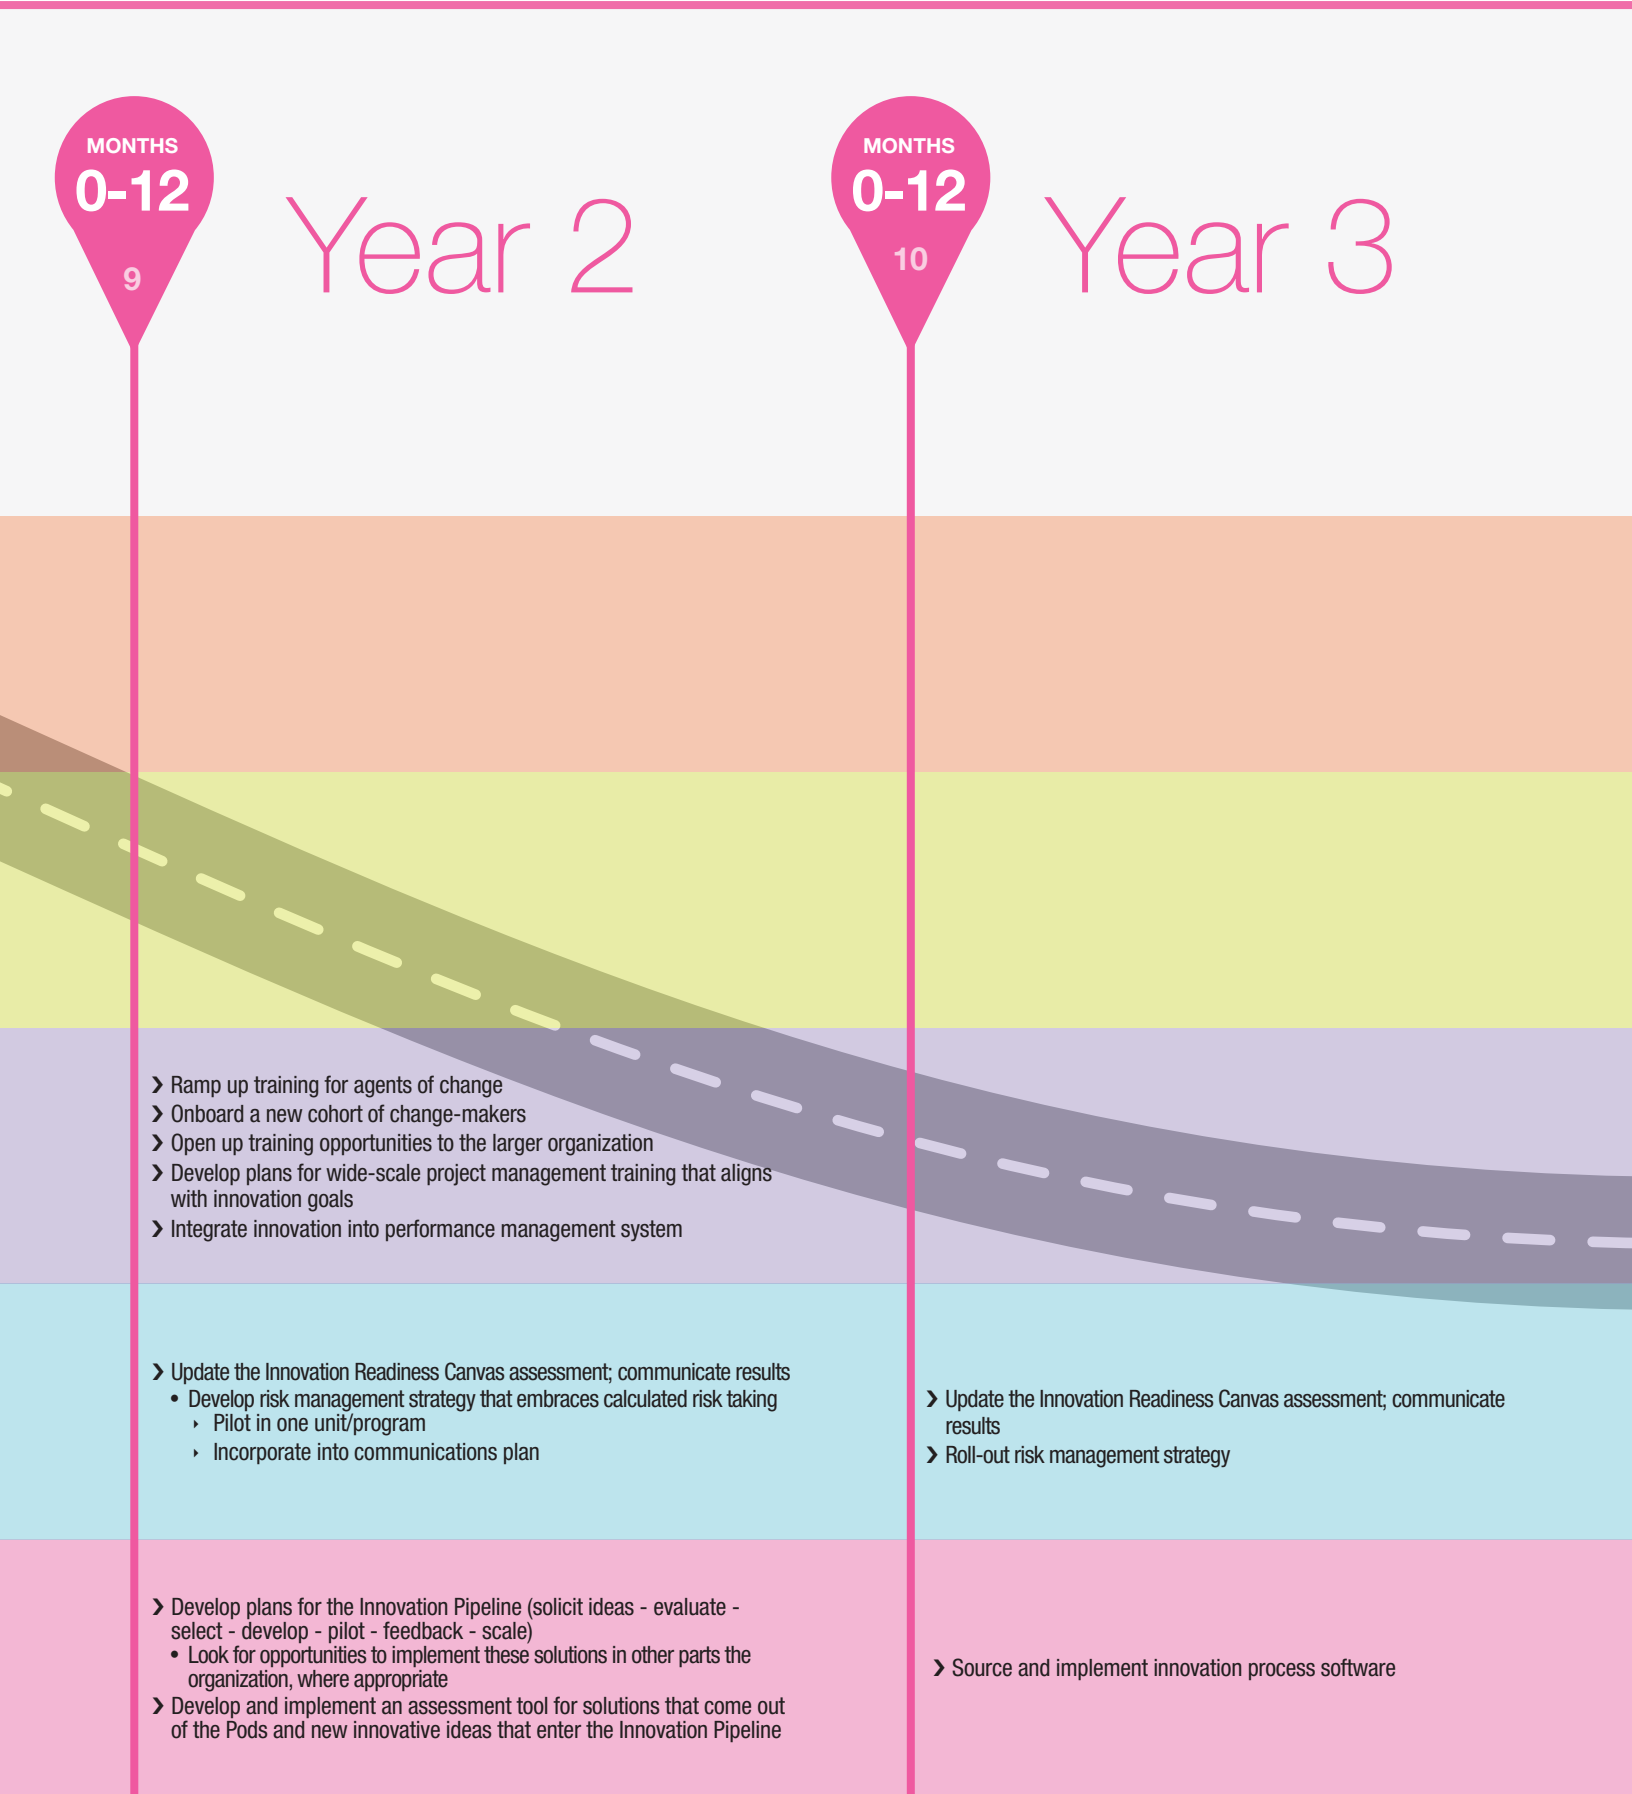 MONTHS
0-12
9
Year 2
MONTHS
0-12
10
Year 3
❯ Ramp up training for agents of change
❯ Onboard a new cohort of change-makers
❯ Open up training opportunities to the larger organization
❯ Develop plans for wide-scale project management training that aligns
with innovation goals
❯ Integrate innovation into performance management system
❯ Update the Innovation Readiness Canvas assessment; communicate results
• Develop risk management strategy that embraces calculated risk taking
‣ Pilot in one unit/program
‣ Incorporate into communications plan
❯ Update the Innovation Readiness Canvas assessment; communicate
results
❯ Roll-out risk management strategy
❯ Develop plans for the Innovation Pipeline (solicit ideas - evaluate -
select - develop - pilot - feedback - scale)
• Look for opportunities to implement these solutions in other parts the
organization, where appropriate
❯ Develop and implement an assessment tool for solutions that come out
of the Pods and new innovative ideas that enter the Innovation Pipeline
❯ Source and implement innovation process software